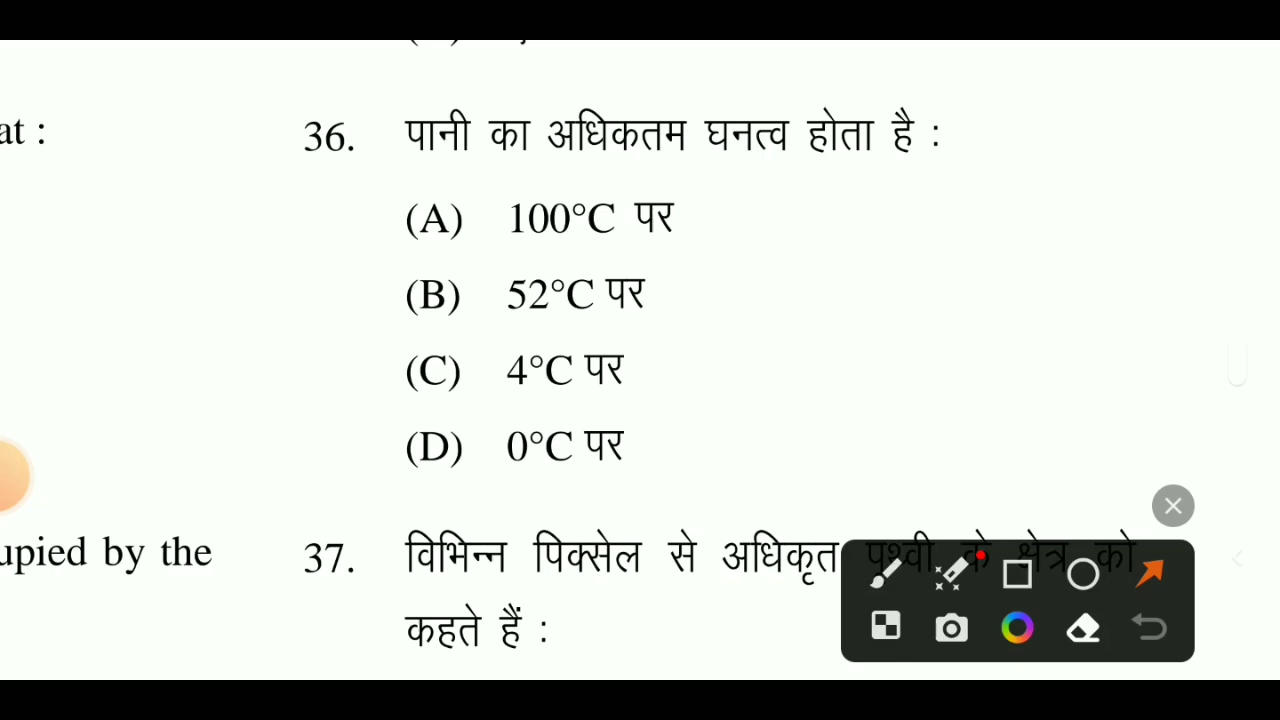 at :
36. पानी का अधिकतम घनत्व होता है :
(A) 100°C पर
(B) 52°C पर
(C) 4°C पर
(D) 0°C पर
upied by the
37. विभिन्न पिक्सेल से अधिकृत पृथ्वी के क्षेत्र को
कहते हैं :